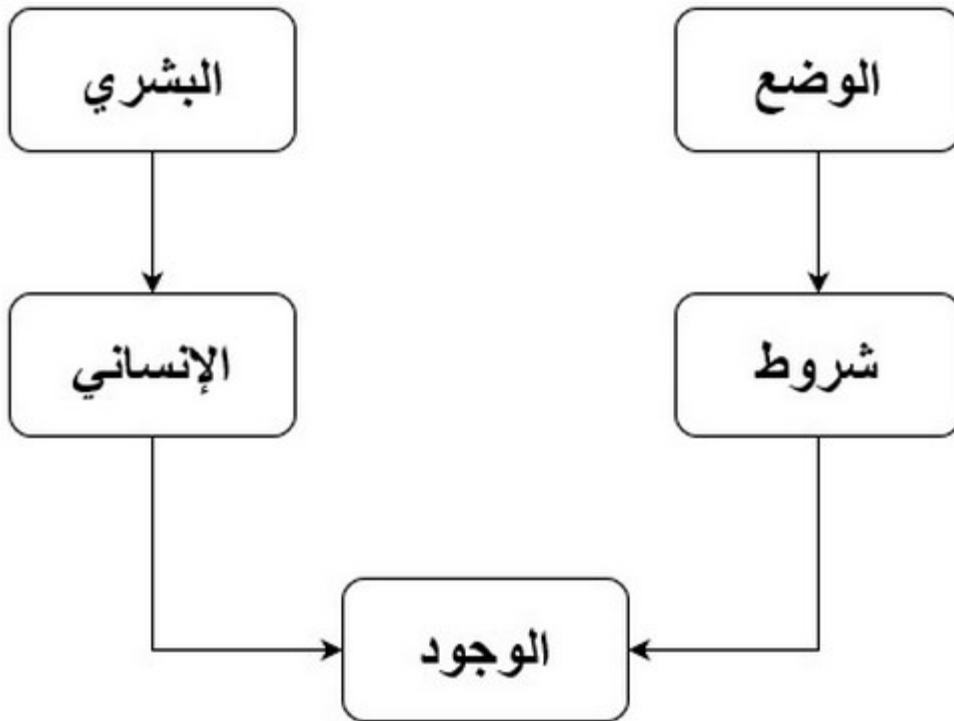 الوضع
البشري
شروط
الإنساني
الوجود